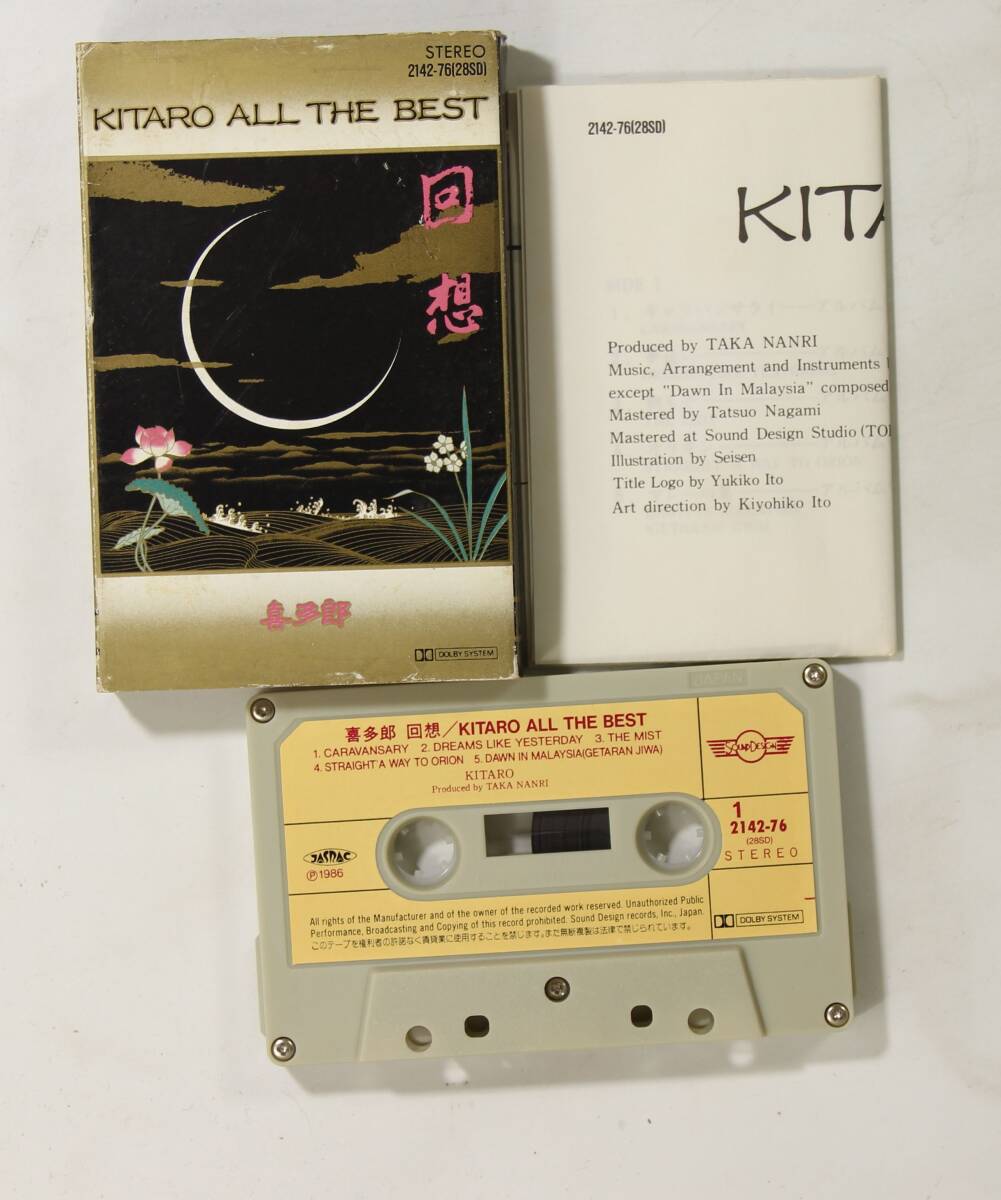 STEREO
2142-76(28SD)
KITARO ALL THE BEST
回想
喜多郎
DOLBY SYSTEM
2142-76(28SD)
KITA
SIDE 1
Produced by TAKA NANRI
Music, Arrangement and Instruments
except "Dawn In Malaysia" composed
Mastered by Tatsuo Nagami
Mastered at Sound Design Studio (TO
Illustration by Seisen
Title Logo by Yukiko Ito
Art direction by Kiyohiko Ito
JAPAN
喜多郎 回想/KITARO ALL THE BEST
1. CARAVANSARY 2. DREAMS LIKE YESTERDAY 3. THE MIST
4. STRAIGHT A WAY TO ORION 5. DAWN IN MALAYSIA(GETARAN JIWA)
KITARO
Produced by TAKA NANRI
SOUND DESIGN
1
2142-76
(28SD)
STEREO
JASRAC
Ⓟ1986
All rights of the Manufacturer and of the owner of the recorded work reserved. Unauthorized Public
Performance, Broadcasting and Copying of this record prohibited. Sound Design records, Inc., Japan.
このテープを権利者の許諾なく賃貸業に使用することを禁じます。また無断複製は法律で禁じられています。
DOLBY SYSTEM